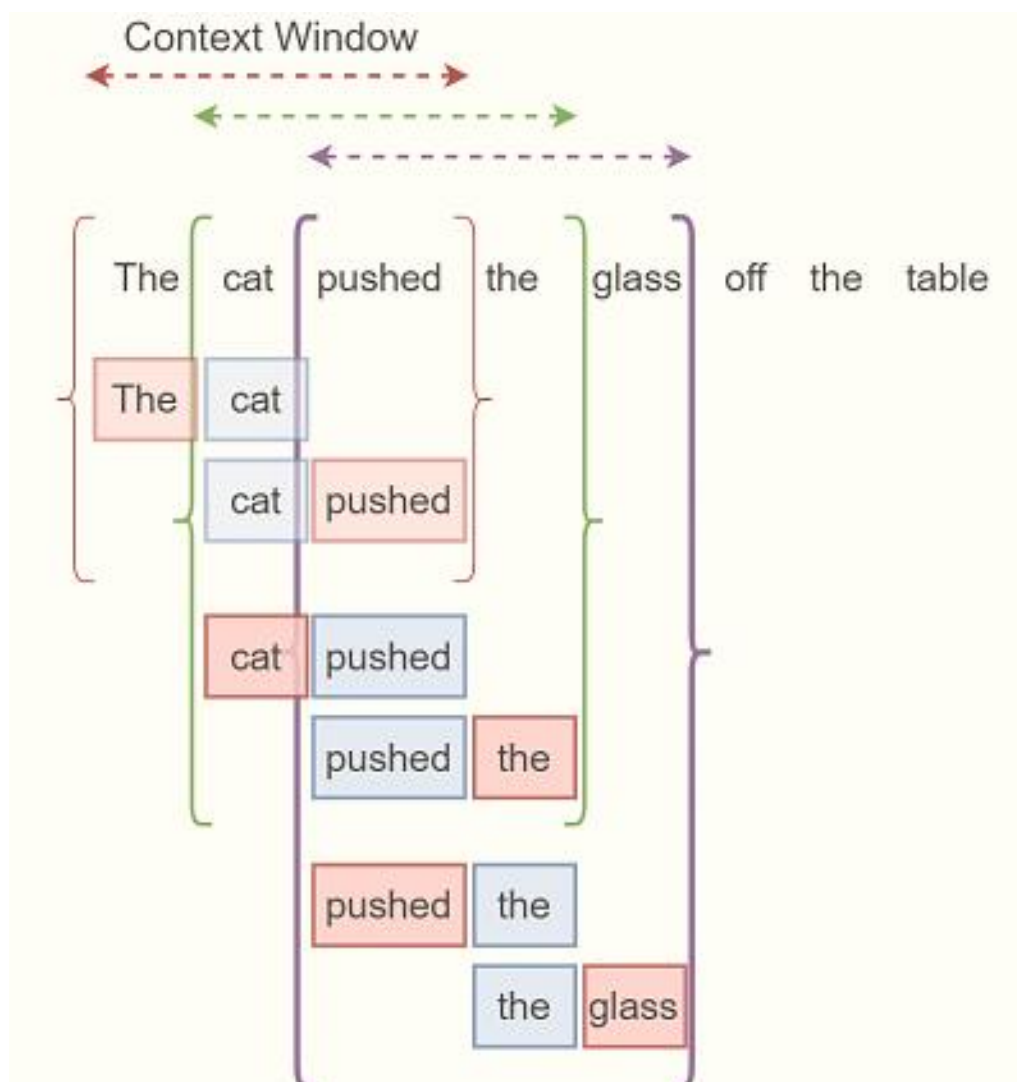 Context Window
The cat pushed the glass off the table
The cat
cat pushed
cat pushed
pushed the
pushed the
the glass